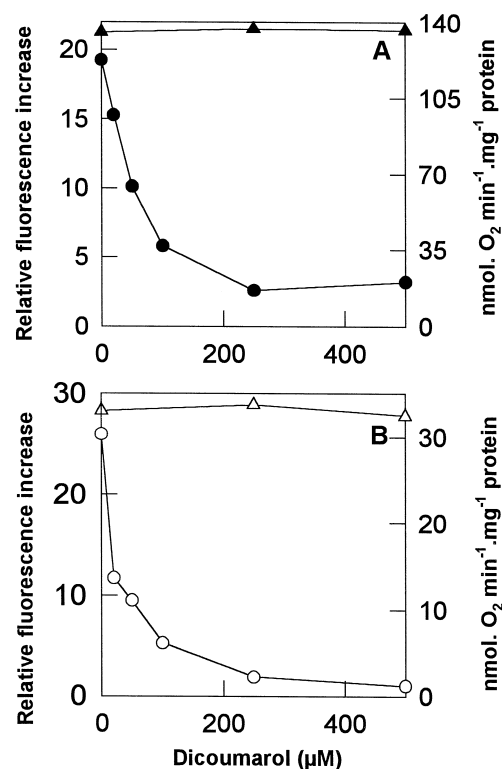 A
Relative fluorescence increase
20
15
10
5
0
140
105
70
35
0
nmol. O₂ min⁻¹.mg⁻¹ protein
0 200 400
B
Relative fluorescence increase
30
20
10
0
30
20
10
0
nmol. O₂ min⁻¹.mg⁻¹ protein
0 200 400
Dicoumarol (µM)